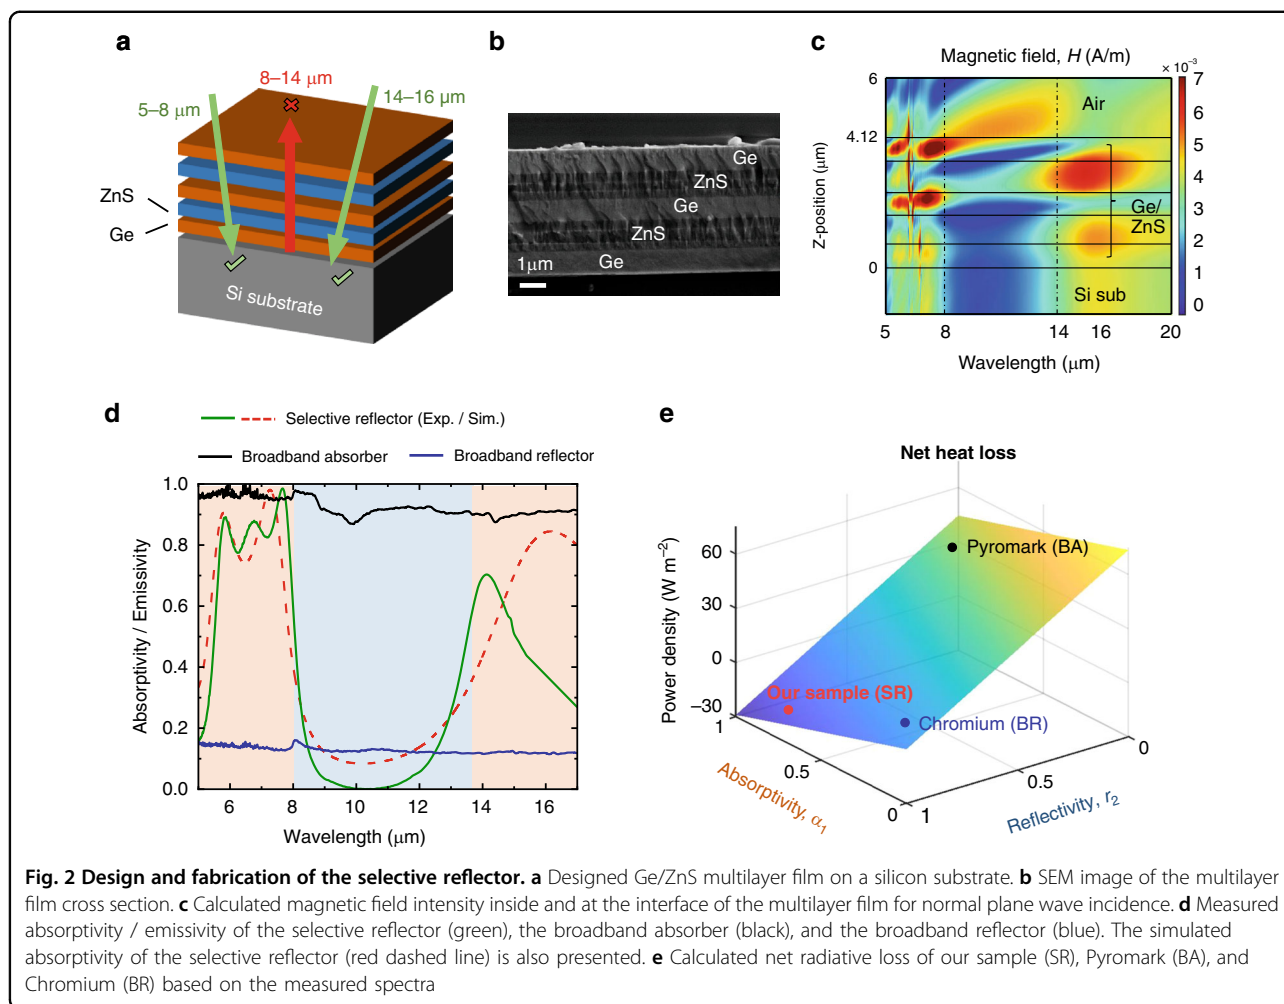 a
8–14 μm
5–8 μm
14–16 μm
ZnS
Ge
Si substrate
b
Ge
ZnS
Ge
ZnS
Ge
1μm
c
Magnetic field, H (A/m)
× 10⁻³
6
4.12
0
Z-position (μm)
Air
Ge/
ZnS
Si sub
5
8
14
16
20
Wavelength (μm)
7
6
5
4
3
2
1
0
d
Selective reflector (Exp. / Sim.)
Broadband absorber
Broadband reflector
1.0
0.8
0.6
0.4
0.2
0.0
Absorptivity / Emissivity
6
8
10
12
14
16
Wavelength (μm)
e
Net heat loss
Power density (W m⁻²)
60
30
0
–30
Pyromark (BA)
Our sample (SR)
Chromium (BR)
1
0.5
0
Absorptivity, α₁
1
0.5
0
Reflectivity, r₂
Fig. 2 Design and fabrication of the selective reflector. a Designed Ge/ZnS multilayer film on a silicon substrate. b SEM image of the multilayer
film cross section. c Calculated magnetic field intensity inside and at the interface of the multilayer film for normal plane wave incidence. d Measured
absorptivity / emissivity of the selective reflector (green), the broadband absorber (black), and the broadband reflector (blue). The simulated
absorptivity of the selective reflector (red dashed line) is also presented. e Calculated net radiative loss of our sample (SR), Pyromark (BA), and
Chromium (BR) based on the measured spectra